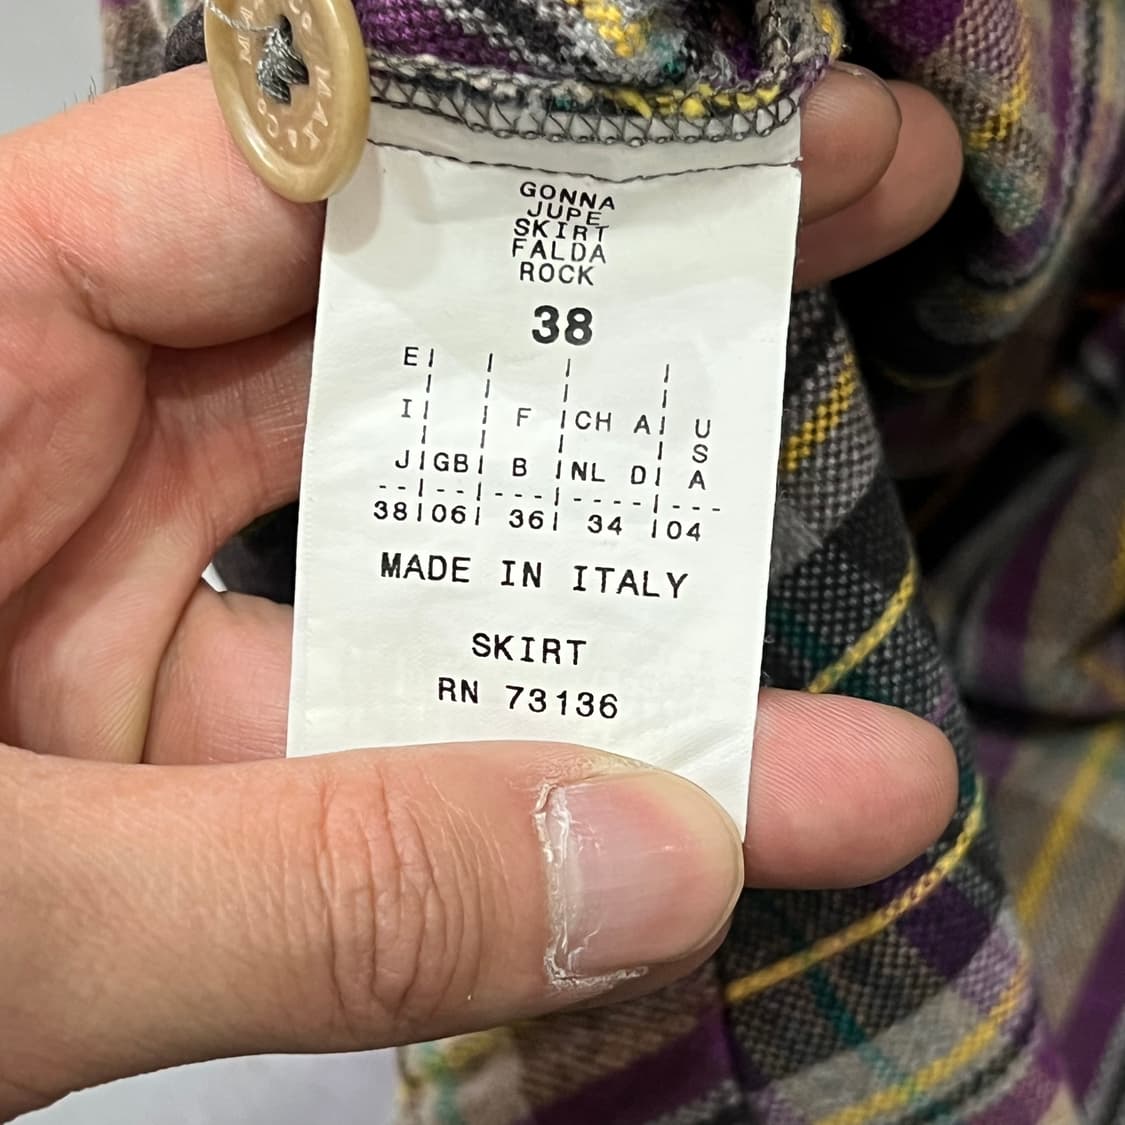 GONNA
JUPE
SKIRT
FALDA
ROCK
38
E
I F CH A U
S
J GB B NL D A
38 06 36 34 04
MADE IN ITALY
SKIRT
RN 73136